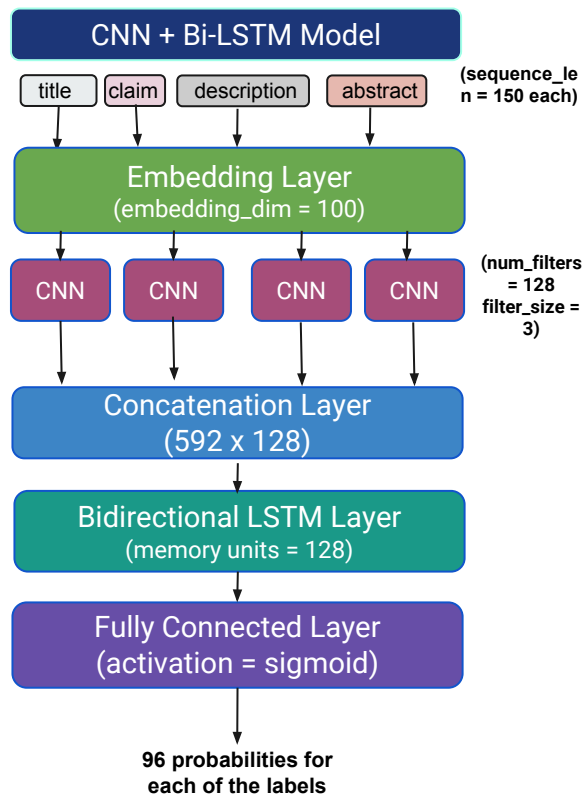 CNN + Bi-LSTM Model
(sequence_le
n = 150 each)
title claim description abstract
Embedding Layer
(embedding_dim = 100)
CNN CNN CNN CNN
(num_filters
= 128
filter_size =
3)
Concatenation Layer
(592 x 128)
Bidirectional LSTM Layer
(memory units = 128)
Fully Connected Layer
(activation = sigmoid)
96 probabilities for
each of the labels